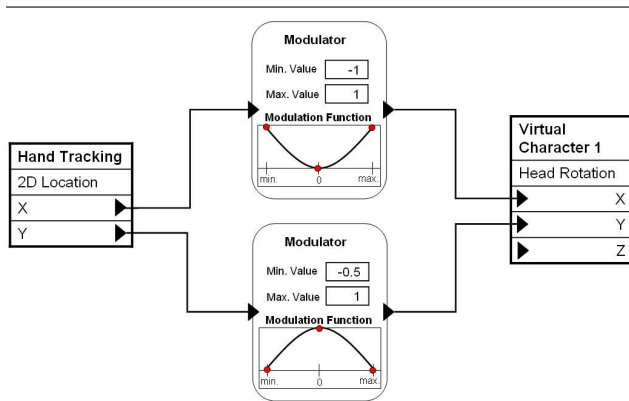 Modulator
Min. Value -1
Max. Value 1
Modulation Function
min. 0 max.
Hand Tracking
2D Location
X
Y
Virtual
Character 1
Head Rotation
X
Y
Z
Modulator
Min. Value -0.5
Max. Value 1
Modulation Function
min. 0 max.